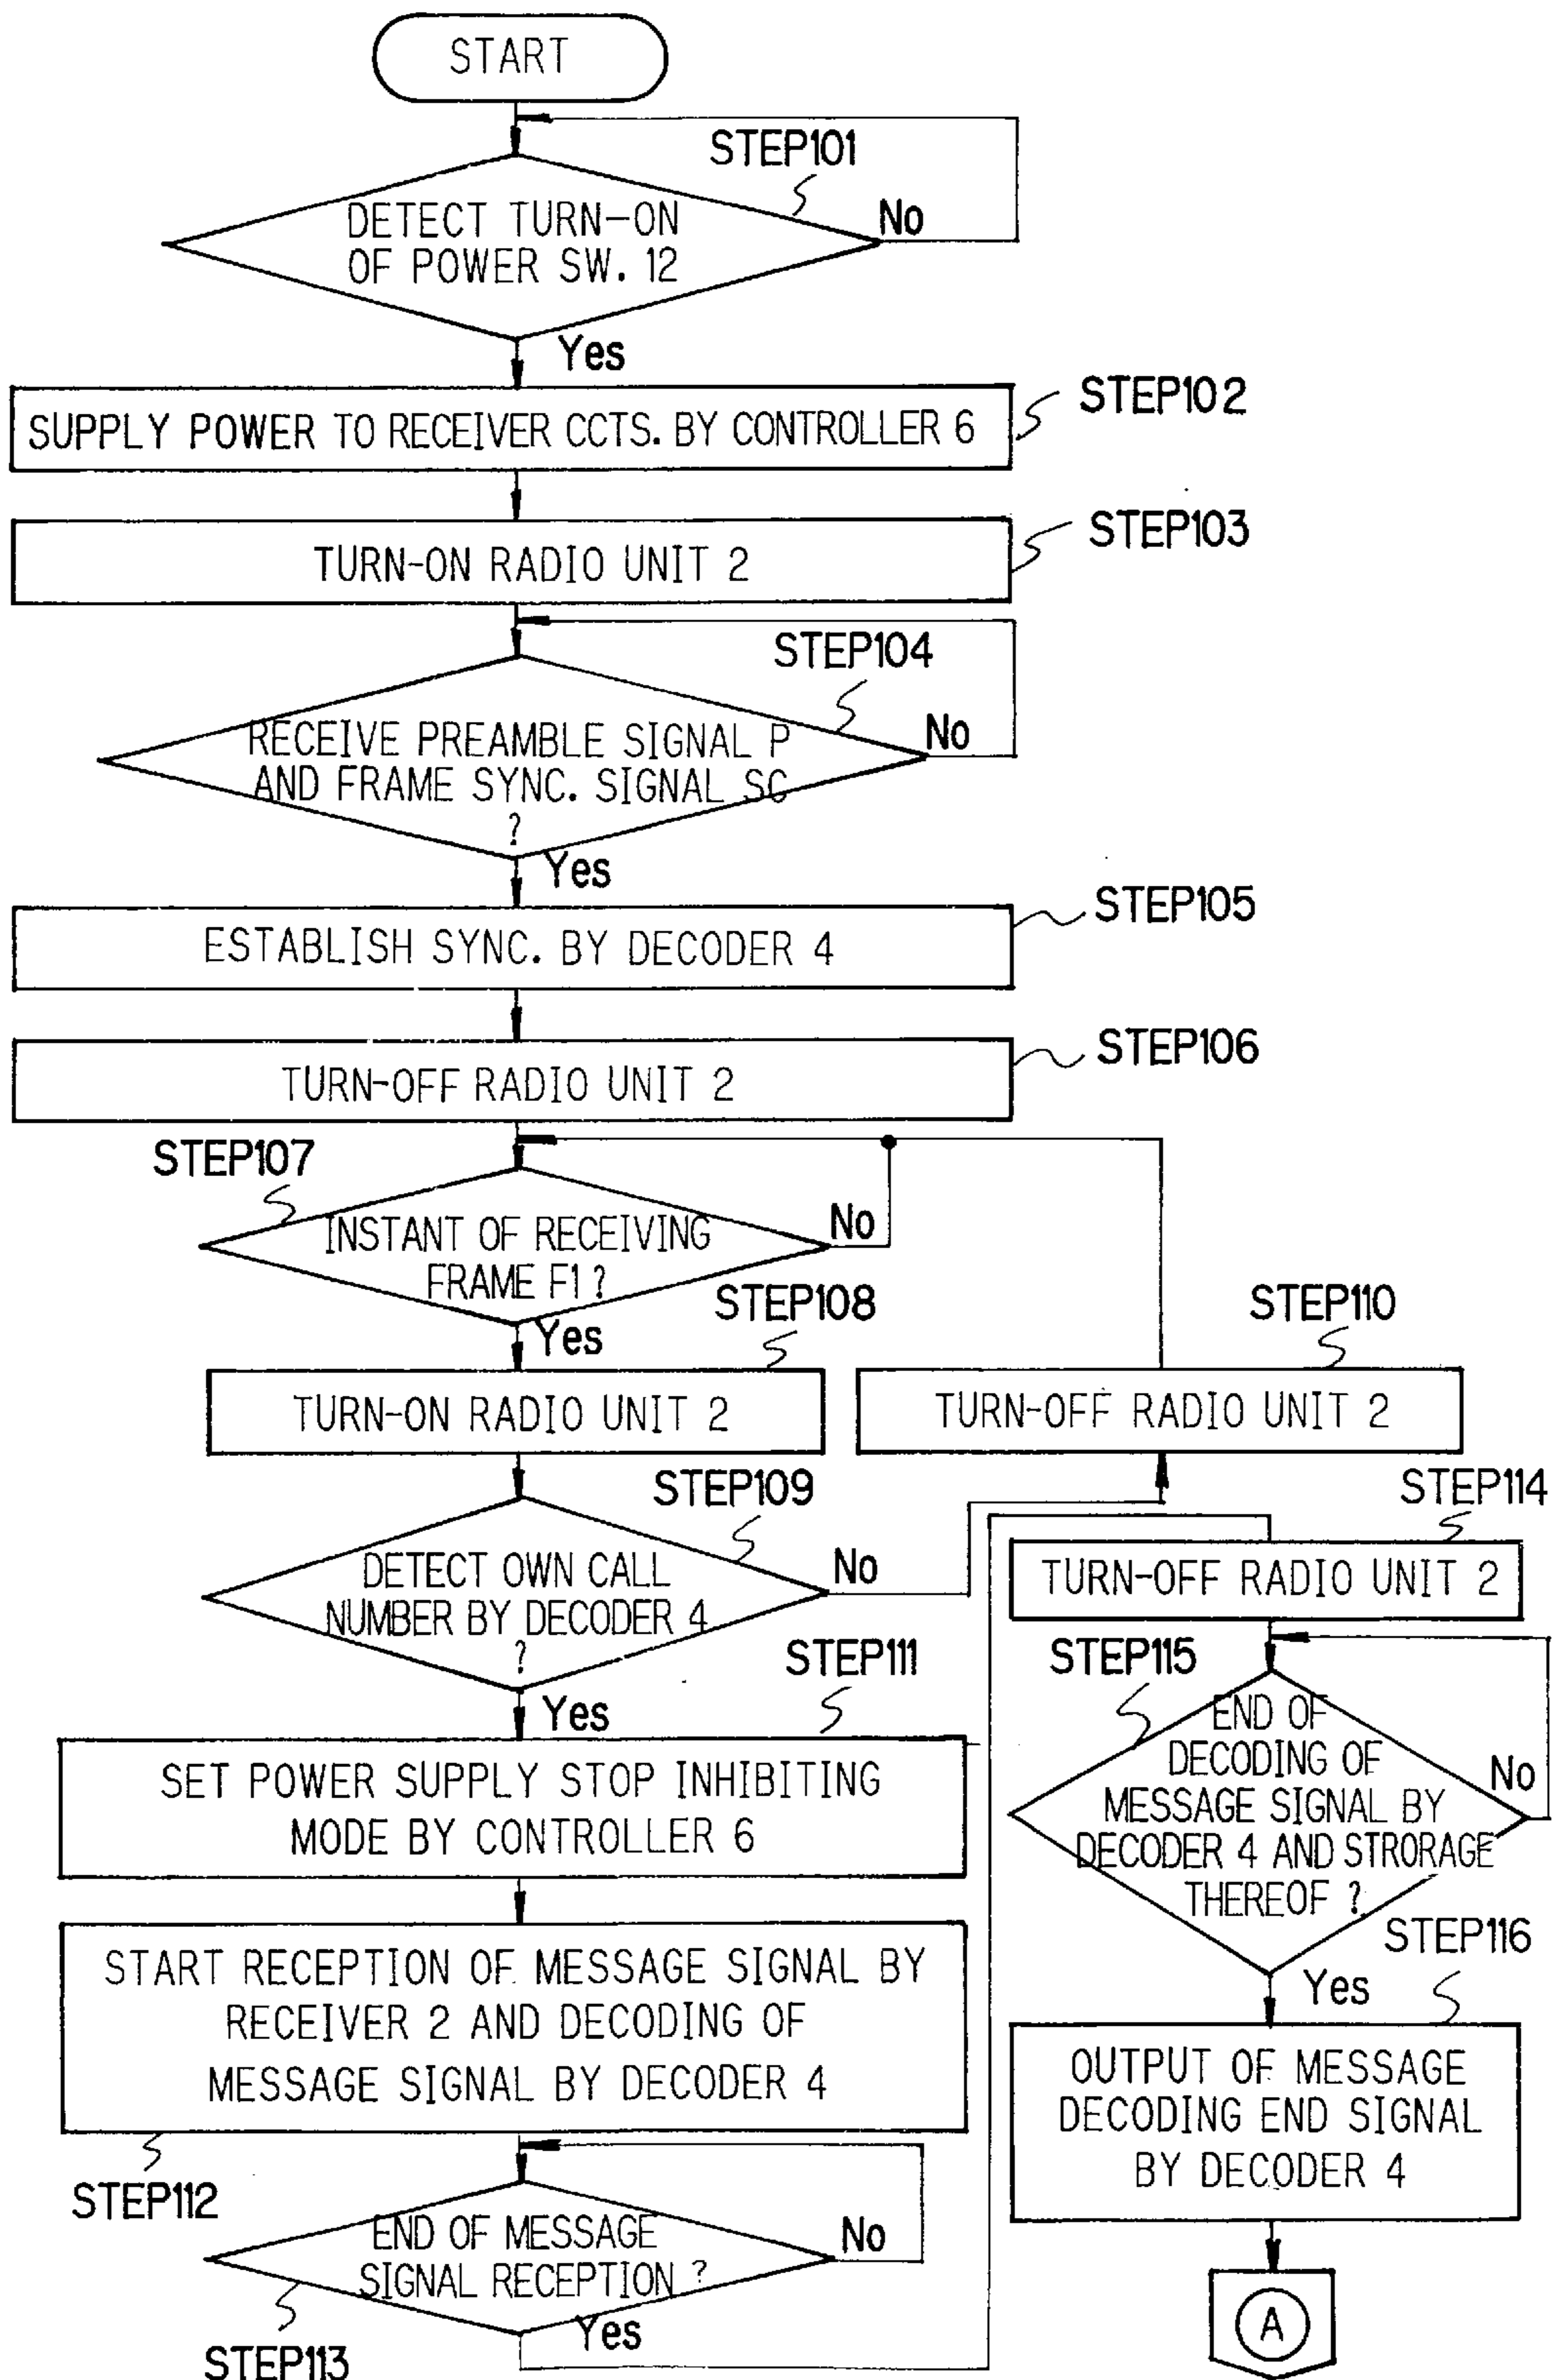 START
STEP101
DETECT TURN-ON
OF POWER SW. 12
No
Yes
STEP102
SUPPLY POWER TO RECEIVER CCTS. BY CONTROLLER 6
STEP103
TURN-ON RADIO UNIT 2
STEP104
RECEIVE PREAMBLE SIGNAL P
AND FRAME SYNC. SIGNAL SC
?
No
Yes
STEP105
ESTABLISH SYNC. BY DECODER 4
STEP106
TURN-OFF RADIO UNIT 2
STEP107
INSTANT OF RECEIVING
FRAME F1 ?
No
Yes
STEP108
TURN-ON RADIO UNIT 2
STEP109
DETECT OWN CALL
NUMBER BY DECODER 4
?
No
Yes
STEP110
TURN-OFF RADIO UNIT 2
STEP111
SET POWER SUPPLY STOP INHIBITING
MODE BY CONTROLLER 6
START RECEPTION OF MESSAGE SIGNAL BY
RECEIVER 2 AND DECODING OF
MESSAGE SIGNAL BY DECODER 4
STEP112
END OF MESSAGE
SIGNAL RECEPTION ?
No
Yes
STEP113
STEP114
TURN-OFF RADIO UNIT 2
STEP115
END OF
DECODING OF
MESSAGE SIGNAL BY
DECODER 4 AND STRORAGE
THEREOF ?
No
Yes
STEP116
OUTPUT OF MESSAGE
DECODING END SIGNAL
BY DECODER 4
A